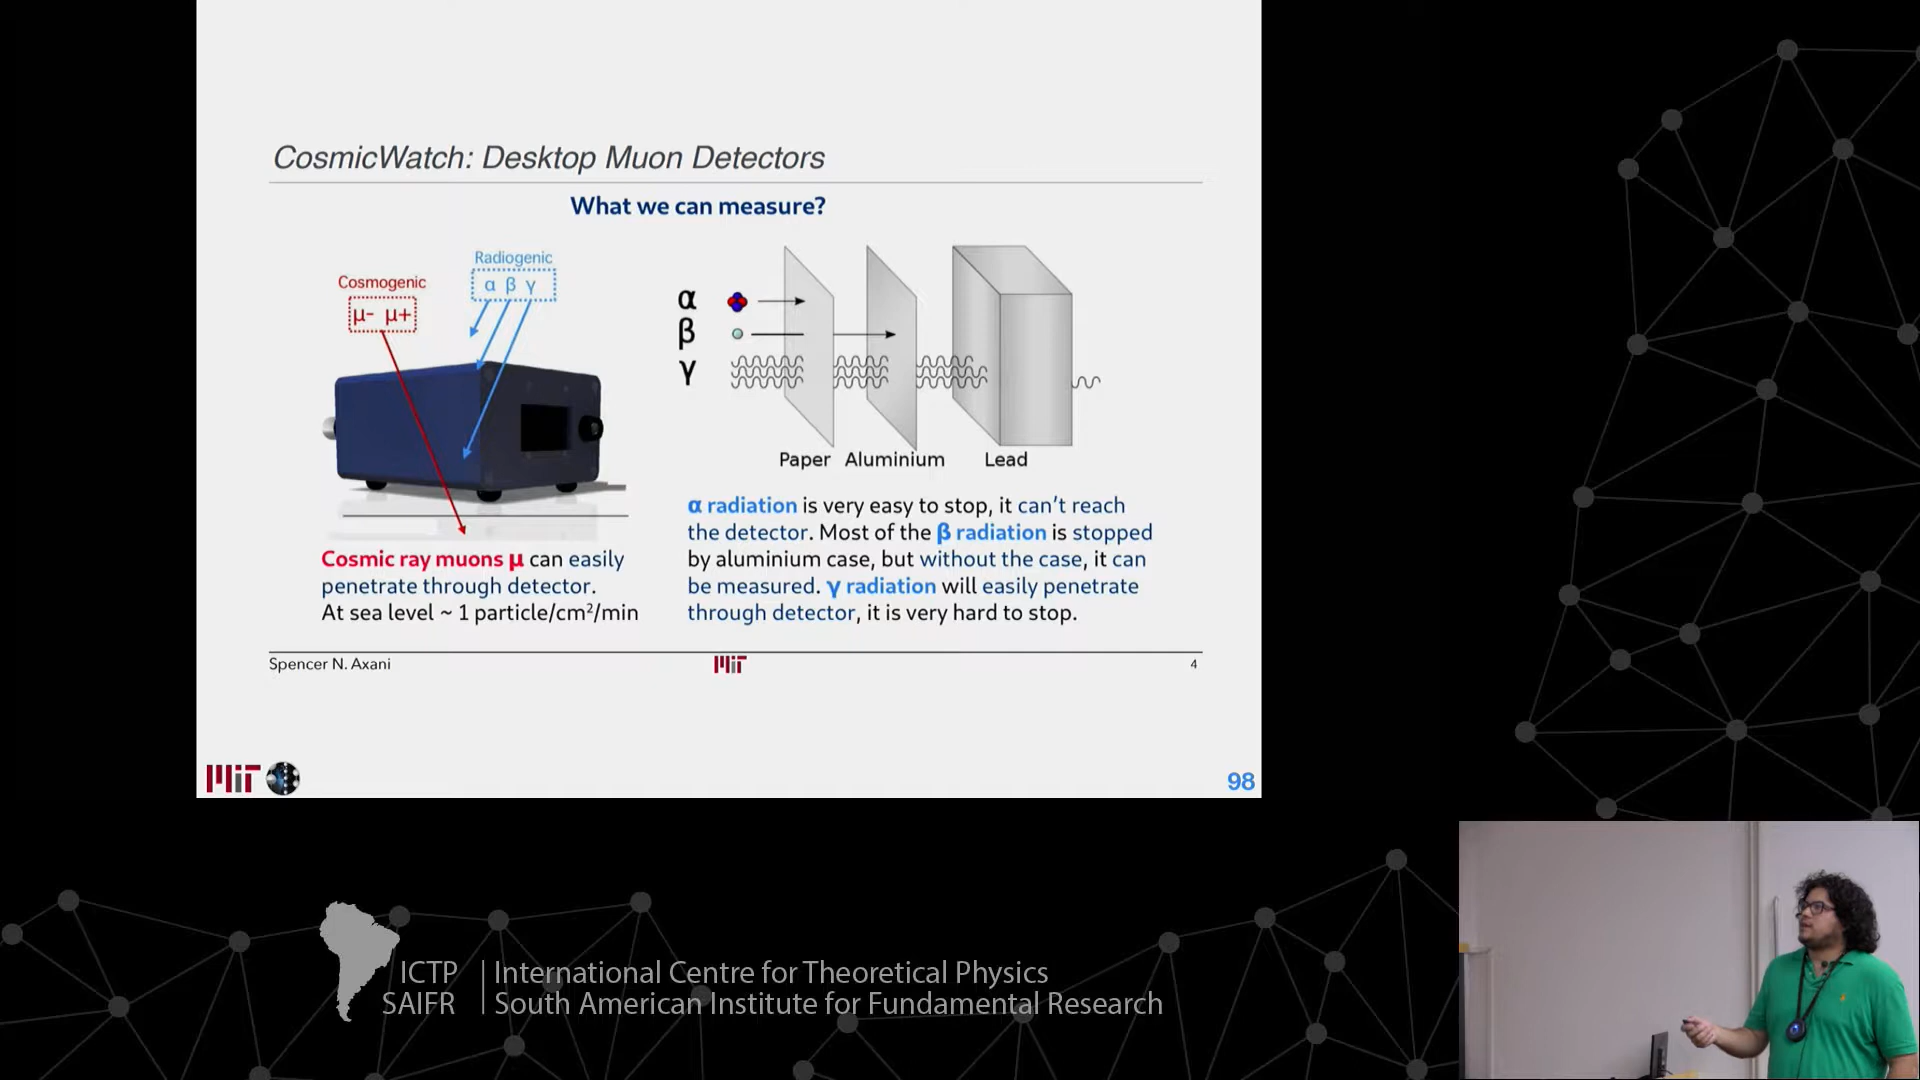 CosmicWatch: Desktop Muon Detectors
What we can measure?
Radiogenic
α β γ
Cosmogenic
μ- μ+
α
β
γ
Paper Aluminium Lead
Cosmic ray muons μ can easily
penetrate through detector.
At sea level ~ 1 particle/cm²/min
α radiation is very easy to stop, it can't reach
the detector. Most of the β radiation is stopped
by aluminium case, but without the case, it can
be measured. γ radiation will easily penetrate
through detector, it is very hard to stop.
Spencer N. Axani
MIT
4
MIT
98
ICTP
SAIFR
International Centre for Theoretical Physics
South American Institute for Fundamental Research